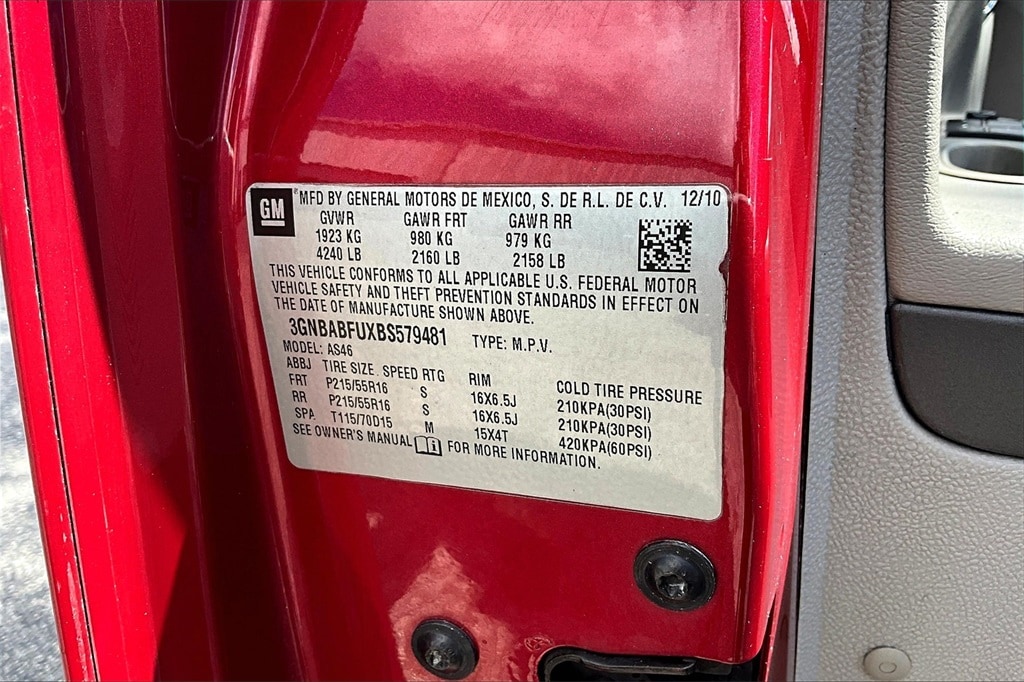 GM ® MFD BY GENERAL MOTORS DE MEXICO, S. DE R.L. DE C.V. 12/10
GVWR GAWR FRT GAWR RR
1923 KG 980 KG 979 KG
4240 LB 2160 LB 2158 LB
THIS VEHICLE CONFORMS TO ALL APPLICABLE U.S. FEDERAL MOTOR
VEHICLE SAFETY AND THEFT PREVENTION STANDARDS IN EFFECT ON
THE DATE OF MANUFACTURE SHOWN ABOVE.
3GNBABFUXBS579481 TYPE: M.P.V.
MODEL: AS46
ABBJ TIRE SIZE SPEED RTG RIM COLD TIRE PRESSURE
FRT P215/55R16 S 16X6.5J 210KPA(30PSI)
RR P215/55R16 S 16X6.5J 210KPA(30PSI)
SPA T115/70D15 M 15X4T 420KPA(60PSI)
SEE OWNER'S MANUAL FOR MORE INFORMATION.